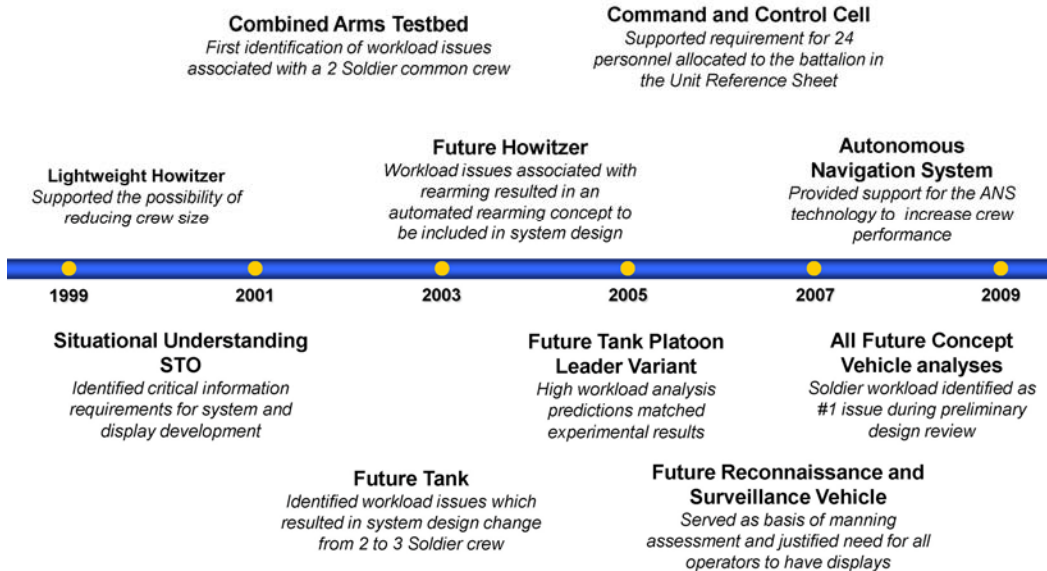 Combined Arms Testbed
First identification of workload issues
associated with a 2 Soldier common crew
Command and Control Cell
Supported requirement for 24
personnel allocated to the battalion in
the Unit Reference Sheet
Lightweight Howitzer
Supported the possibility of
reducing crew size
Future Howitzer
Workload issues associated with
rearming resulted in an
automated rearming concept to
be included in system design
Autonomous
Navigation System
Provided support for the ANS
technology to increase crew
performance
1999
2001
2003
2005
2007
2009
Situational Understanding
STO
Identified critical information
requirements for system and
display development
Future Tank Platoon
Leader Variant
High workload analysis
predictions matched
experimental results
All Future Concept
Vehicle analyses
Soldier workload identified as
#1 issue during preliminary
design review
Future Tank
Identified workload issues which
resulted in system design change
from 2 to 3 Soldier crew
Future Reconnaissance and
Surveillance Vehicle
Served as basis of manning
assessment and justified need for all
operators to have displays